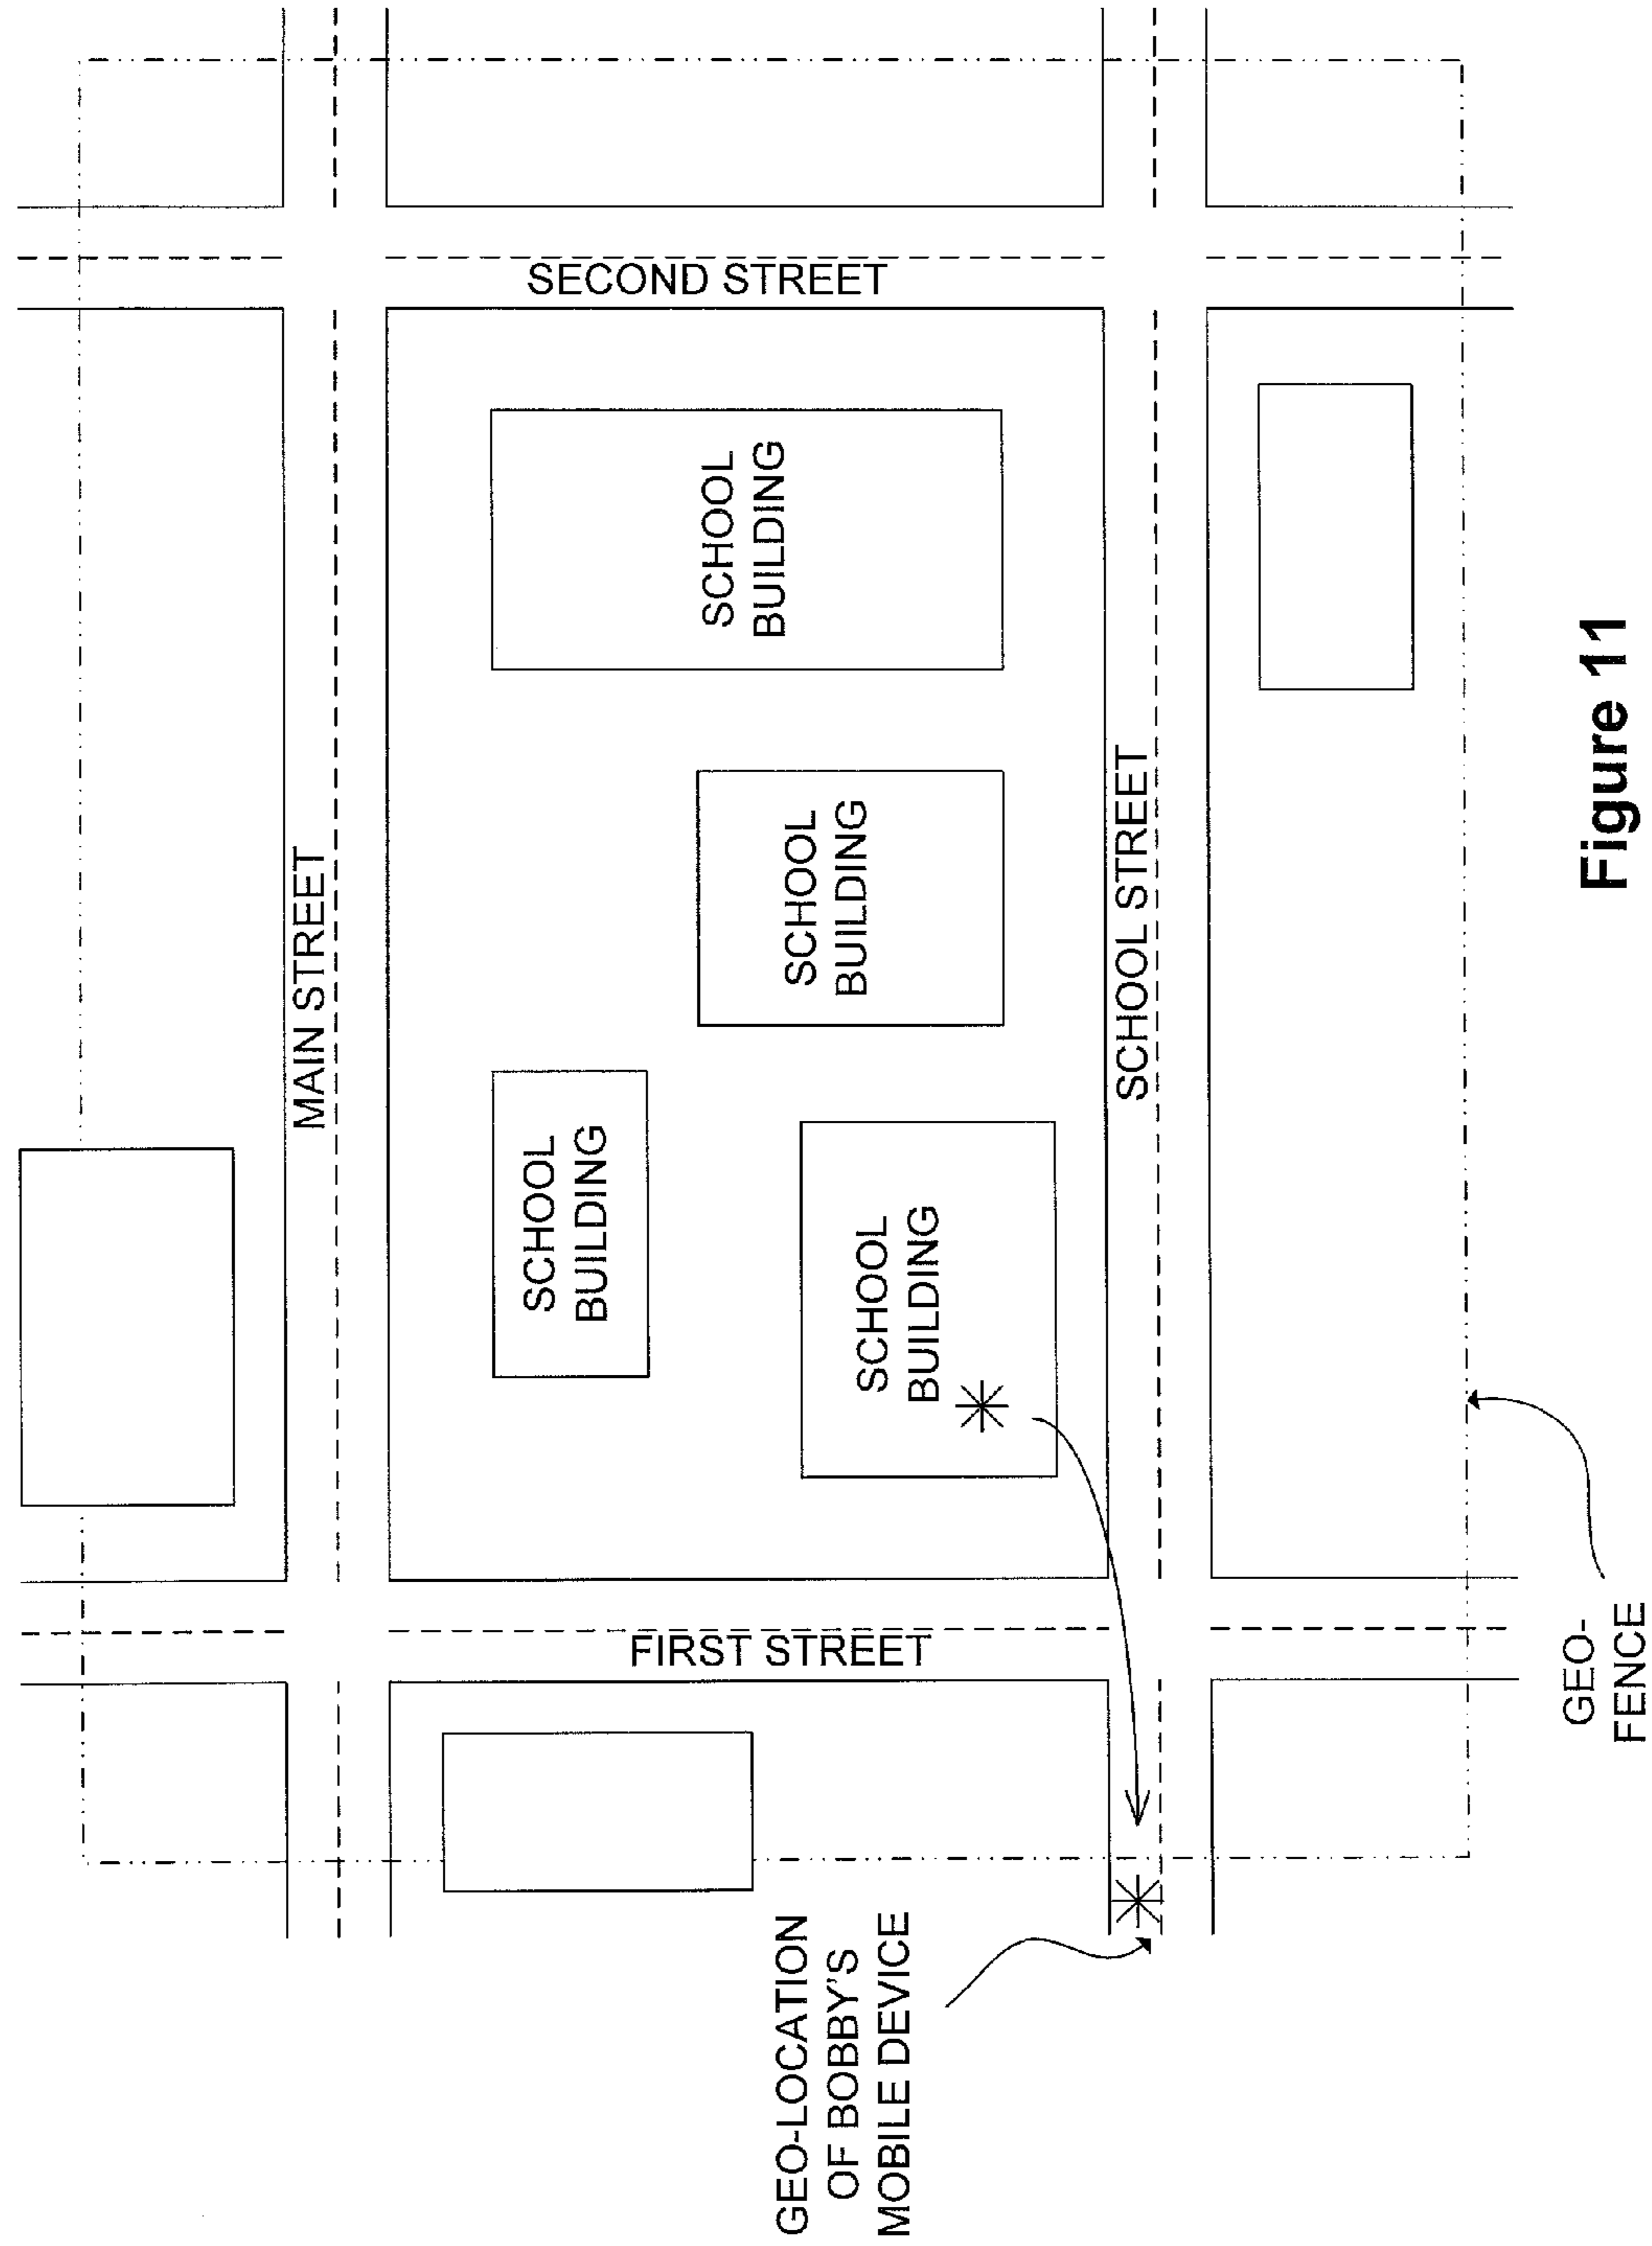 MAIN STREET
SECOND STREET
SCHOOL
BUILDING
SCHOOL
BUILDING
SCHOOL
BUILDING
SCHOOL
BUILDING
FIRST STREET
SCHOOL STREET
GEO-LOCATION
OF BOBBY'S
MOBILE DEVICE
GEO-
FENCE
Figure 11